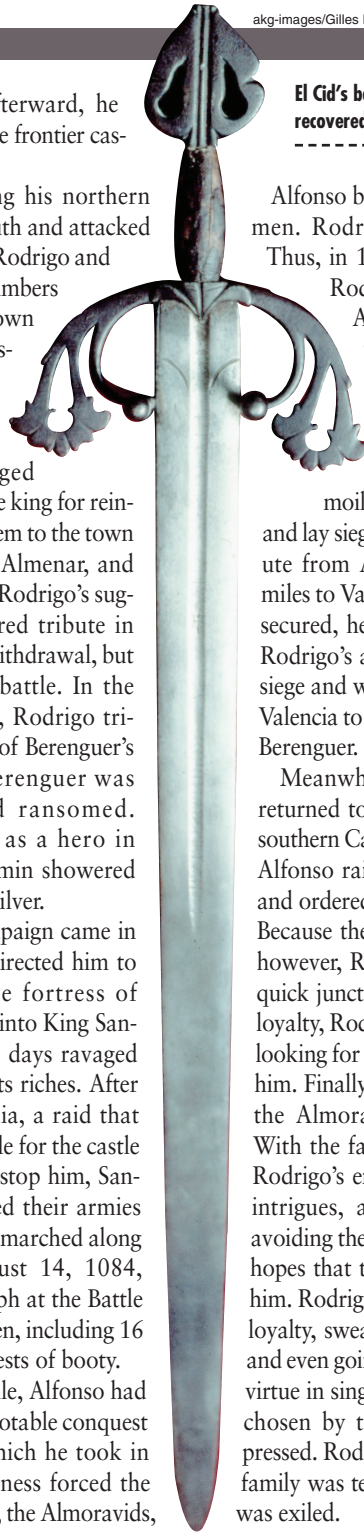 akg-images/Gilles
El Cid's b
recovered
fterward, he
e frontier cas-
ng his northern
uth and attacked
Rodrigo and
umbers
own
s-
ged
e king for rein-
em to the town
Almenar, and
Rodrigo's sug-
red tribute in
ithdrawal, but
battle. In the
, Rodrigo tri-
of Berenguer's
erenguer was
d ransomed.
as a hero in
min showered
ilver.
paign came in
irected him to
e fortress of
into King San-
days ravaged
ts riches. After
ia, a raid that
le for the castle
stop him, San-
ed their armies
marched along
ust 14, 1084,
ph at the Battle
en, including 16
ests of booty.
le, Alfonso had
otable conquest
hich he took in
ness forced the
, the Almoravids,
Alfonso b
men. Rodr
Thus, in 1
Rod
A
moil
and lay sieg
ute from A
miles to Va
secured, he
Rodrigo's a
siege and w
Valencia to
Berenguer.
Meanwh
returned to
southern Ca
Alfonso rai
and ordered
Because the
however, R
quick junct
loyalty, Rod
looking for
him. Finally
the Almora
With the fa
Rodrigo's e
intrigues, a
avoiding the
hopes that t
him. Rodrig
loyalty, swea
and even goi
virtue in sing
chosen by t
pressed. Rod
family was te
was exiled.